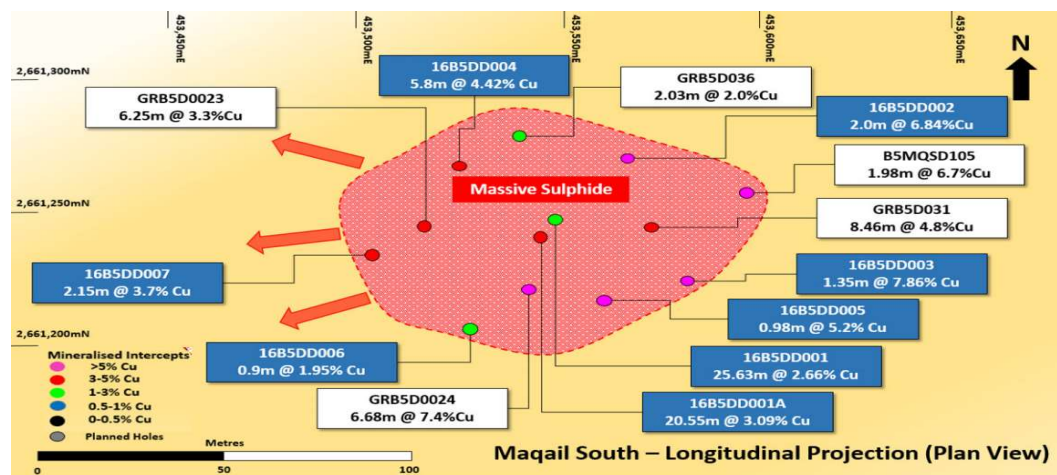 453,450mE
453,500mE
453,550mE
453,600mE
453,650mE
N
2,661,300mN
2,661,250mN
2,661,200mN
16B5DD004
5.8m @ 4.42% Cu
GRB5D036
2.03m @ 2.0%Cu
GRB5D0023
6.25m @ 3.3%Cu
16B5DD002
2.0m @ 6.84%Cu
B5MQSD105
1.98m @ 6.7%Cu
Massive Sulphide
GRB5D031
8.46m @ 4.8%Cu
16B5DD007
2.15m @ 3.7% Cu
16B5DD003
1.35m @ 7.86% Cu
16B5DD005
0.98m @ 5.2% Cu
16B5DD006
0.9m @ 1.95% Cu
16B5DD001
25.63m @ 2.66% Cu
GRB5D0024
6.68m @ 7.4%Cu
16B5DD001A
20.55m @ 3.09% Cu
Mineralised Intercepts
>5% Cu
3-5% Cu
1-3% Cu
0.5-1% Cu
0-0.5% Cu
Planned Holes
Metres
0
50
100
Maqail South – Longitudinal Projection (Plan View)